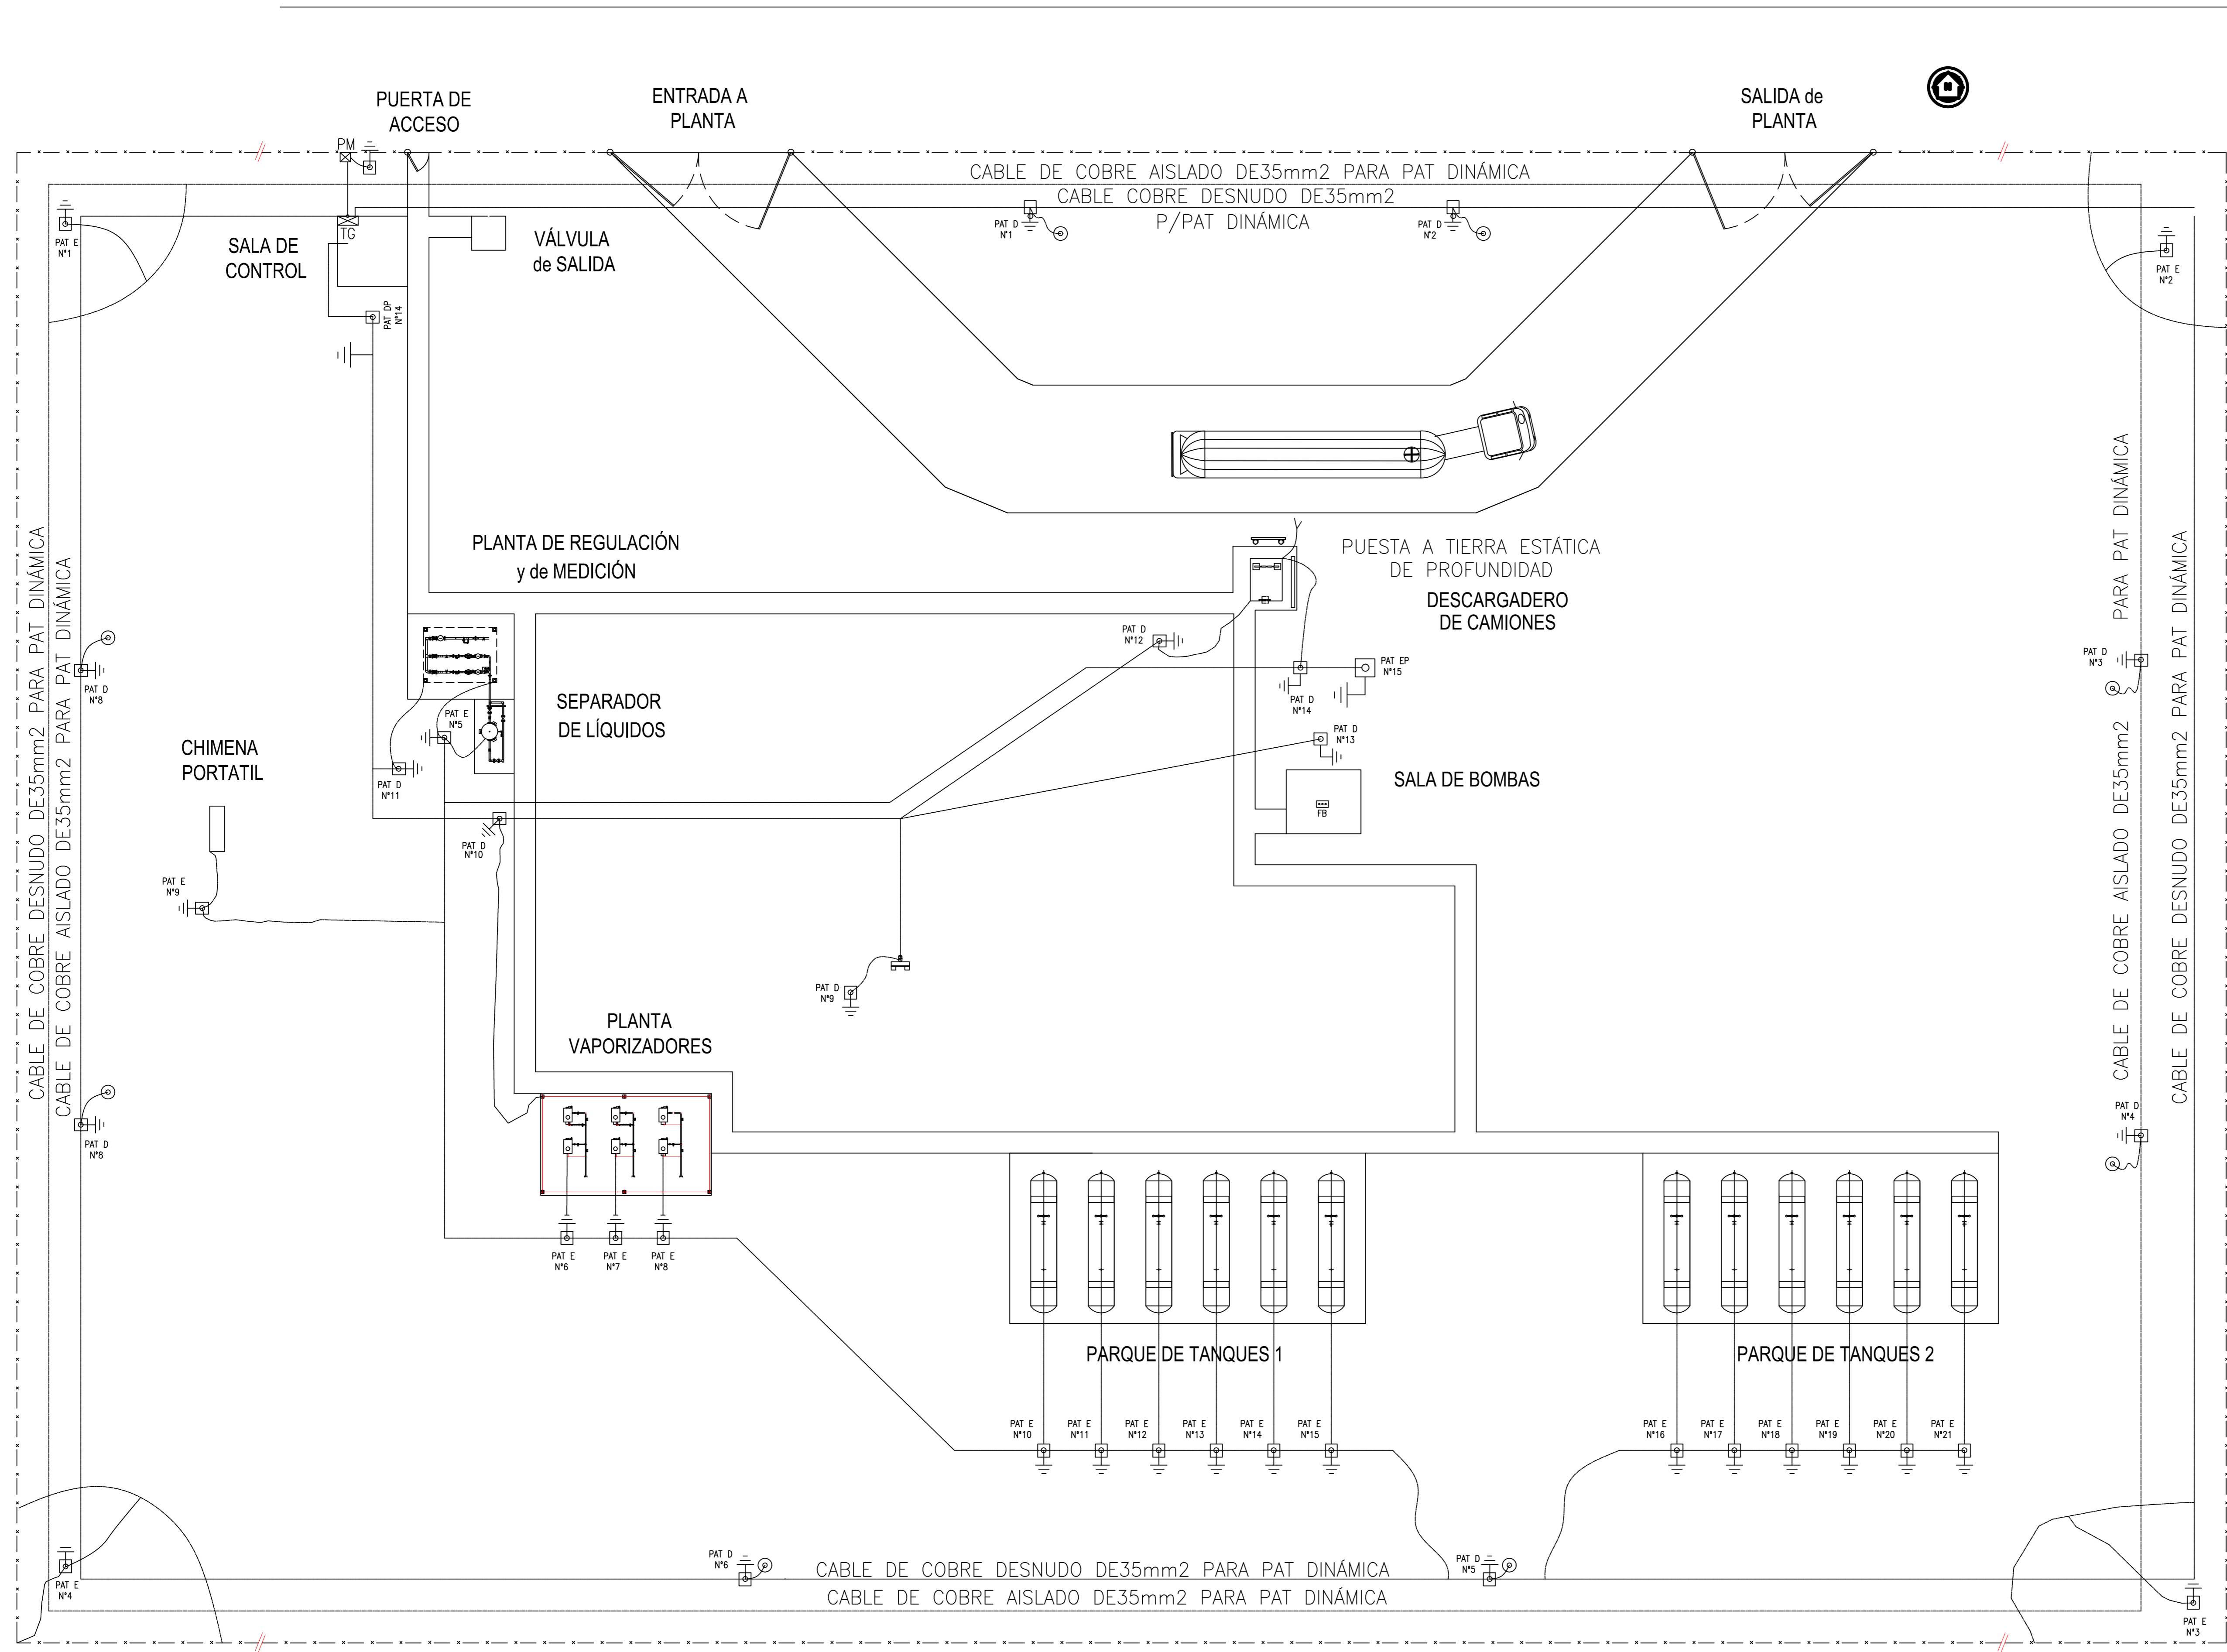 PUERTA DE
ACCESO
ENTRADA A
PLANTA
SALIDA de
PLANTA
PM
CABLE DE COBRE AISLADO DE35mm2 PARA PAT DINÁMICA
CABLE COBRE DESNUDO DE35mm2
P/PAT DINÁMICA
PAT E
N°1
TG
SALA DE
CONTROL
VÁLVULA
de SALIDA
PAT D
N°1
PAT D
N°2
PAT E
N°2
PAT DP
N°14
CABLE DE COBRE DESNUDO DE35mm2 PARA PAT DINÁMICA
CABLE DE COBRE AISLADO DE35mm2 PARA PAT DINÁMICA
PLANTA DE REGULACIÓN
y de MEDICIÓN
PUESTA A TIERRA ESTÁTICA
DE PROFUNDIDAD
DESCARGADERO
DE CAMIONES
CABLE DE COBRE AISLADO DE35mm2 PARA PAT DINÁMICA
CABLE DE COBRE DESNUDO DE35mm2 PARA PAT DINÁMICA
PAT D
N°12
PAT D
N°3
PAT EP
N°15
PAT D
N°8
PAT D
N°14
SEPARADOR
DE LÍQUIDOS
PAT E
N°5
PAT D
N°13
CHIMENA
PORTATIL
PAT D
N°11
SALA DE BOMBAS
FB
PAT D
N°10
PAT E
N°9
PAT D
N°9
PLANTA
VAPORIZADORES
PAT D
N°8
PAT D
N°4
PAT E
N°6
PAT E
N°7
PAT E
N°8
PARQUE DE TANQUES 1
PARQUE DE TANQUES 2
PAT E
N°10
PAT E
N°11
PAT E
N°12
PAT E
N°13
PAT E
N°14
PAT E
N°15
PAT E
N°16
PAT E
N°17
PAT E
N°18
PAT E
N°19
PAT E
N°20
PAT E
N°21
PAT E
N°4
PAT D
N°6
CABLE DE COBRE DESNUDO DE35mm2 PARA PAT DINÁMICA
CABLE DE COBRE AISLADO DE35mm2 PARA PAT DINÁMICA
PAT D
N°5
PAT E
N°3